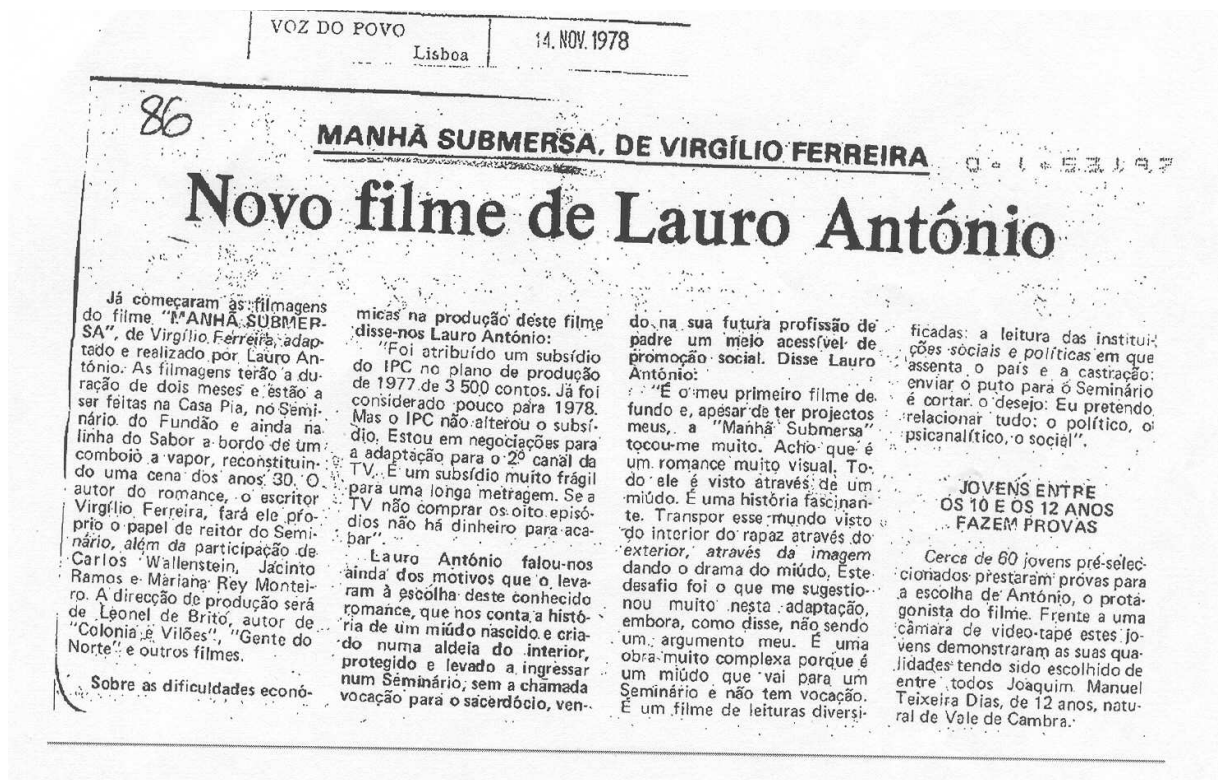 VOZ DO POVO
Lisboa
14. NOV. 1978
86
MANHÃ SUBMERSA, DE VIRGÍLIO FERREIRA
Novo filme de Lauro António
Já começaram as filmagens
do filme "MANHÃ SUBMER-
SA", de Virgílio Ferreira, adap-
tado e realizado por Lauro An-
tónio. As filmagens terão a du-
ração de dois meses e estão a
ser feitas na Casa Pia, no Semi-
nário do Fundão e ainda na
linha do Sabor a bordo de um
comboio a vapor, reconstituin-
do uma cena dos anos 30. O
autor do romance, o escritor
Virgílio Ferreira, fará ele pró-
prio o papel de reitor do Semi-
nário, além da participação de
Carlos Wallenstein, Jacinto
Ramos e Mariana Rey Montei-
ro. A direcção de produção será
de Leonel de Brito, autor de
"Colonia e Vilões", "Gente do
Norte" e outros filmes.
Sobre as dificuldades econó-
micas na produção deste filme
disse-nos Lauro António:
"Foi atribuído um subsídio
do IPC no plano de produção
de 1977 de 3 500 contos. Já foi
considerado pouco para 1978.
Mas o IPC não alterou o subsí-
dio. Estou em negociações para
a adaptação para o 2º canal da
TV. É um subsídio muito frágil
para uma longa metragem. Se a
TV não comprar os oito episó-
dios não há dinheiro para aca-
bar".
Lauro António falou-nos
ainda dos motivos que o leva-
ram à escolha deste conhecido
romance, que nos conta a histó-
ria de um miúdo nascido e cria-
do numa aldeia do interior,
protegido e levado a ingressar
num Seminário, sem a chamada
vocação para o sacerdócio, ven-
do na sua futura profissão de
padre um meio acessível de
promoção social. Disse Lauro
António:
"É o meu primeiro filme de
fundo e, apesar de ter projectos
meus, a "Manhã Submersa"
tocou-me muito. Acho que é
um romance muito visual. To-
do ele é visto através de um
miúdo. É uma história fascinan-
te. Transpor esse mundo visto
do interior do rapaz através do
exterior, através da imagem
dando o drama do miúdo. Este
desafio foi o que me sugestio-
nou muito nesta adaptação,
embora, como disse, não sendo
um argumento meu. É uma
obra muito complexa porque é
um miúdo que vai para um
Seminário e não tem vocação.
É um filme de leituras diversi-
ficadas: a leitura das institui-
ções sociais e políticas em que
assenta o país e a castração:
enviar o puto para o Seminário
é cortar o desejo: Eu pretendo
relacionar tudo: o político, o
psicanalítico, o social".
JOVENS ENTRE
OS 10 E OS 12 ANOS
FAZEM PROVAS
Cerca de 60 jovens pré-selec-
cionados prestaram provas para
a escolha de António, o prota-
gonista do filme. Frente a uma
câmara de video-tape estes jo-
vens demonstraram as suas qua-
lidades tendo sido escolhido de
entre todos Joaquim Manuel
Teixeira Dias, de 12 anos, natu-
ral de Vale de Cambra.